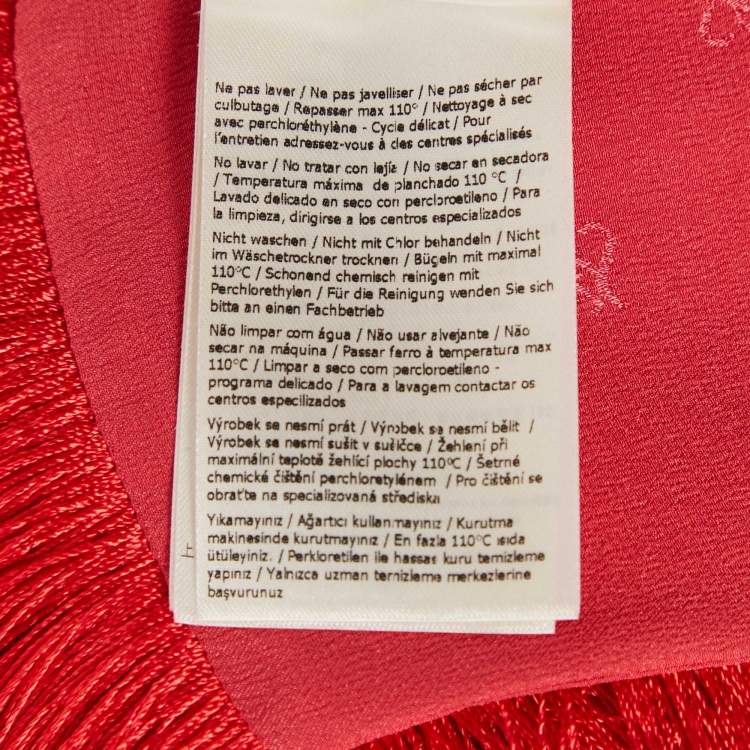 Ne pas laver / Ne pas javelliser / Ne pas sécher par
culbutage / Repasser max 110° / Nettoyage à sec
avec perchloréthylène - Cycle délicat / Pour
l'entretien adressez-vous à des centres spécialisés
No lavar / No tratar con lejía / No secar en secadora
/ Temperatura máxima de planchado 110 °C /
Lavado delicado en seco con percloroetileno / Para
la limpieza, dirigirse a los centros especializados
Nicht waschen / Nicht mit Chlor behandeln / Nicht
im Wäschetrockner trocknen / Bügeln mit maximal
110°C / Schonend chemisch reinigen mit
Perchlorethylen / Für die Reinigung wenden Sie sich
bitte an einen Fachbetrieb
Não limpar com água / Não usar alvejante / Não
secar na máquina / Passar ferro à temperatura max
110°C / Limpar a seco com percloroetileno -
programa delicado / Para a lavagem contactar os
centros especilizados
Výrobek se nesmí prát / Výrobek se nesmí bělit /
Výrobek se nesmí sušit v sušičce / Žehlení při
maximální teplotě žehlící plochy 110°C / Šetrné
chemické čištění perchloretylénem / Pro čištění se
obraťte na specializovaná střediska
Yıkamayınız / Ağartıcı kullanmayınız / Kurutma
makinesinde kurutmayınız / En fazla 110°C ısıda
ütüleyiniz. / Perkloretilen ile hassas kuru temizleme
yapınız / Yalnızca uzman temizleme merkezlerine
başvurunuz